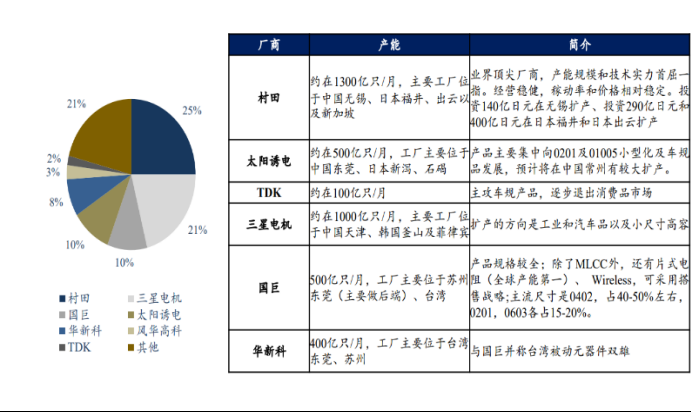 21%
25%
2%
3%
8%
10%
10%
21%
村田
三星电机
国巨
太阳诱电
华新科
风华高科
TDK
其他
厂商
产能
简介
村田
约在1300亿只/月，主要工厂位
于中国无锡、日本福井、出云以
及新加坡
业界顶尖厂商，产能规模和技术实力首屈一
指。经营稳健，稼动率和价格相对稳定。投
资140亿日元在无锡扩产、投资290亿日元和
400亿日元在日本福井和日本出云扩产
太阳诱电
约在500亿只/月，工厂主要位于
中国东莞、日本新泻、石碣
产品主要集中向0201及01005小型化及车规
品发展，预计将在中国常州有较大扩产。
TDK
约在100亿只/月
主攻车规产品，逐步退出消费品市场
三星电机
约在1000亿只/月，主要工厂位
于中国天津、韩国釜山及菲律宾
扩产的方向是工业和汽车品以及小尺寸高容
国巨
500亿只/月，工厂主要位于苏州
东莞（主要做后端）、台湾
产品规格较全；除了MLCC外，还有片式电
阻（全球产能第一）、 Wireless，可采用搭
售战略;主流尺寸是0402，占40-50%左右，
0201，0603各占15-20%。
华新科
400亿只/月，工厂主要位于台湾
东莞、苏州
与国巨并称台湾被动元器件双雄